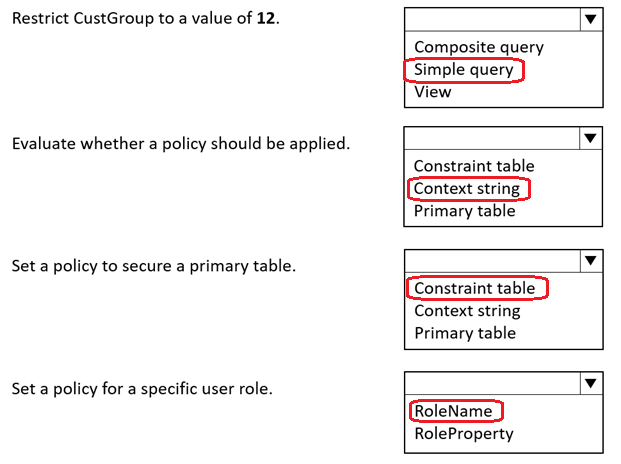 Restrict CustGroup to a value of 12.
Composite query
Simple query
View
Evaluate whether a policy should be applied.
Constraint table
Context string
Primary table
Set a policy to secure a primary table.
Constraint table
Context string
Primary table
Set a policy for a specific user role.
RoleName
RoleProperty